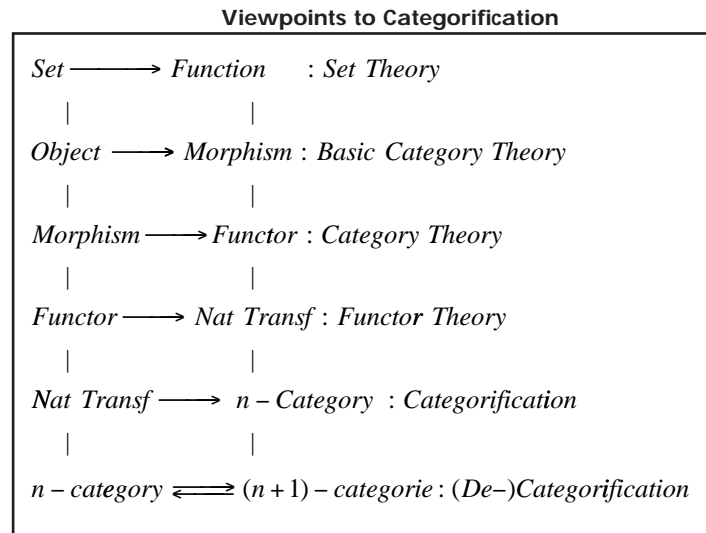 Viewpoints to Categorification
Set ⟶ Function : Set Theory
| |
Object ⟶ Morphism : Basic Category Theory
| |
Morphism ⟶ Functor : Category Theory
| |
Functor ⟶ Nat Transf : Functor Theory
| |
Nat Transf ⟶ n – Category : Categorification
| |
n – category ⇄ (n + 1) – categorie : (De–)Categorification